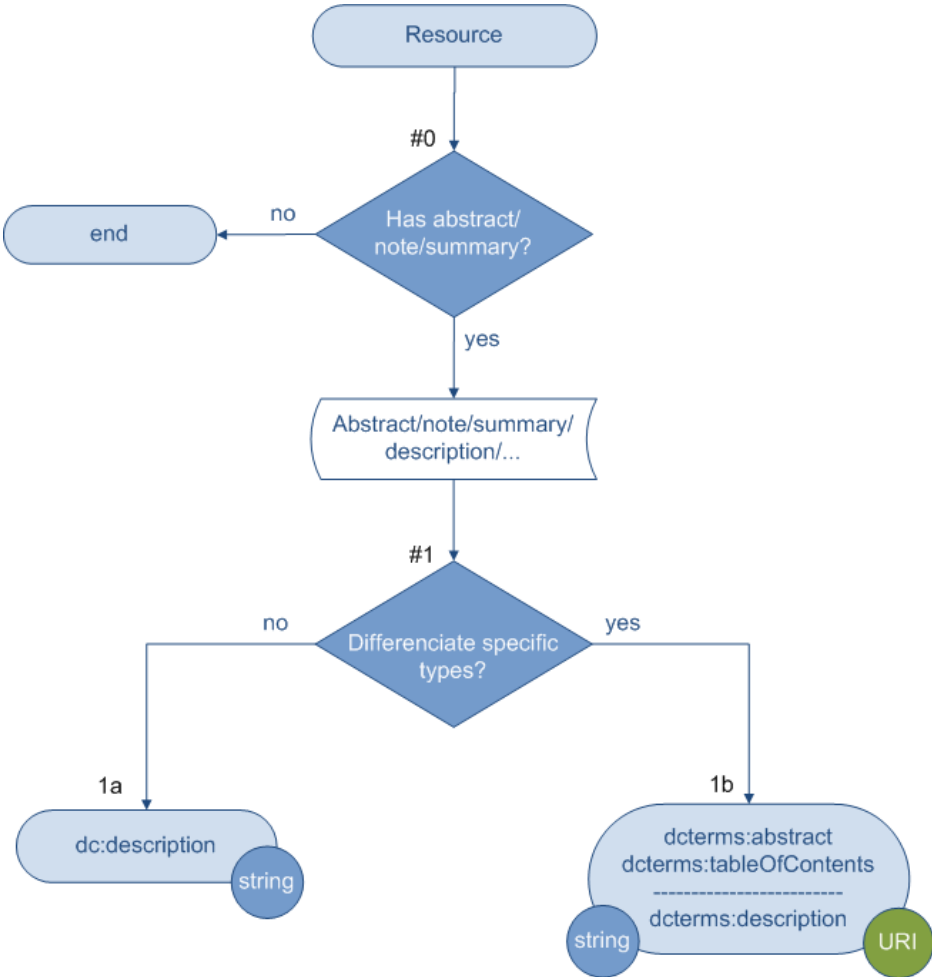 Resource
#0
Has abstract/
note/summary?
no
end
yes
Abstract/note/summary/
description/...
#1
Differenciate specific
types?
no
yes
1a
dc:description
string
1b
dcterms:abstract
dcterms:tableOfContents
-------------------------
dcterms:description
string
URI